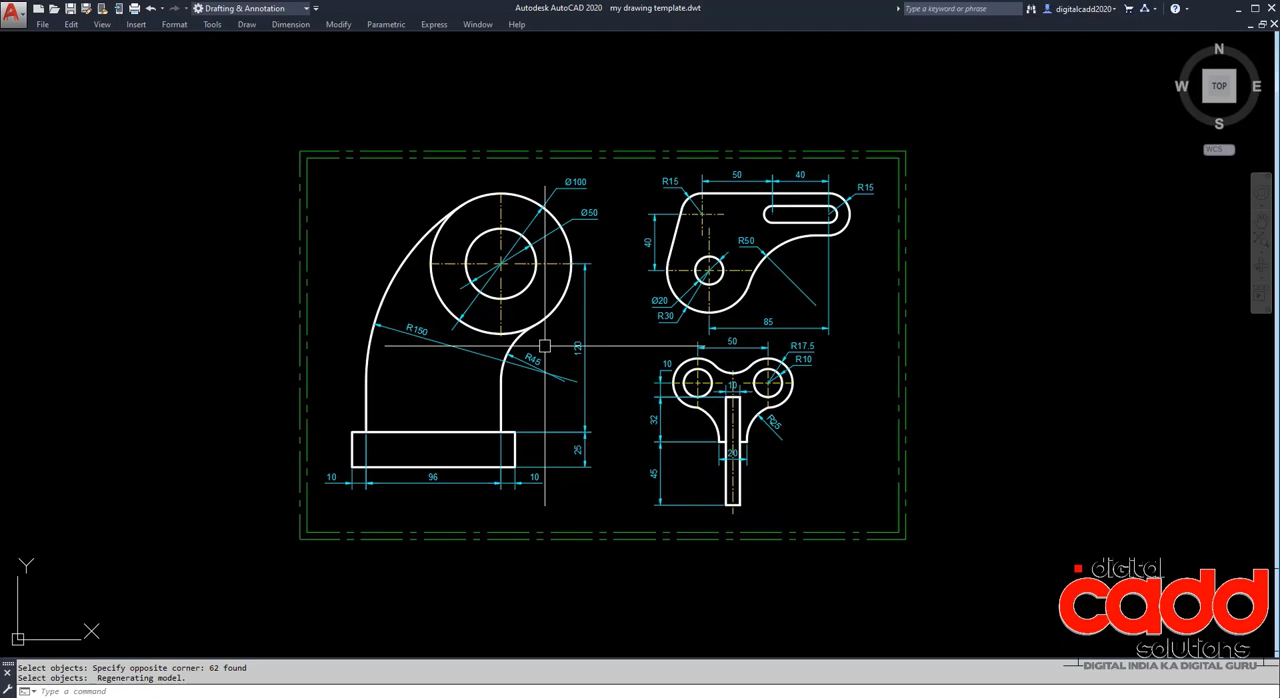 Drafting & Annotation
Autodesk AutoCAD 2020 my drawing template.dwt
Type a keyword or phrase
digitalcadd2020
File Edit View Insert Format Tools Draw Dimension Modify Parametric Express Window Help
N
W TOP E
S
WCS
Ø100
Ø50
R150
R45
120
25
10 96 10
R15 50 40 R15
40
R50
Ø20
R30
85
50
R17.5
10 R10
10
32
R25
20
45
Y
X
digital
cadd
solutions
DIGITAL INDIA KA DIGITAL GURU
Select objects: Specify opposite corner: 62 found
Select objects: Regenerating model.
Type a command